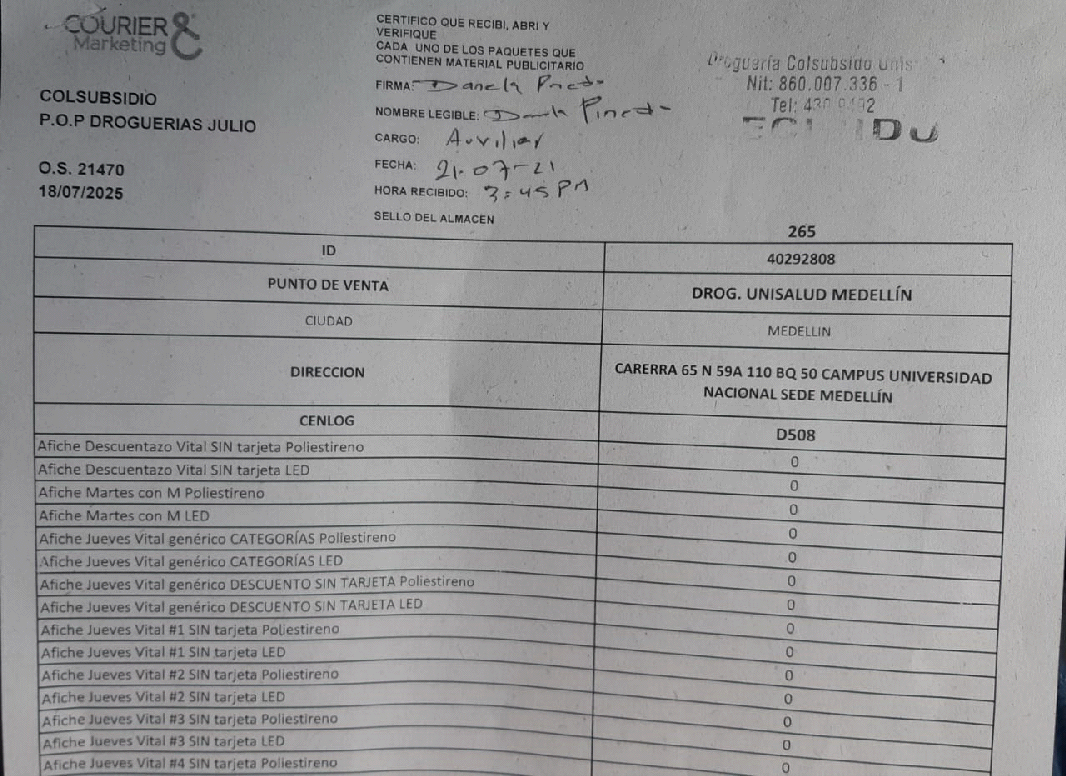 COURIER &
Marketing
COLSUBSIDIO
P.O.P DROGUERIAS JULIO
O.S. 21470
18/07/2025
CERTIFICO QUE RECIBI, ABRI Y
VERIFIQUE
CADA UNO DE LOS PAQUETES QUE
CONTIENEN MATERIAL PUBLICITARIO
FIRMA:
NOMBRE LEGIBLE:
CARGO: Auxiliar
FECHA: 21-07-21
HORA RECIBIDO: 3:45 PM
SELLO DEL ALMACEN
Droguería Colsubsidio
Nit: 860.007.336 - 1
Tel:
265
ID 40292808
PUNTO DE VENTA DROG. UNISALUD MEDELLÍN
CIUDAD MEDELLIN
DIRECCION CARERRA 65 N 59A 110 BQ 50 CAMPUS UNIVERSIDAD
NACIONAL SEDE MEDELLÍN
CENLOG D508
Afiche Descuentazo Vital SIN tarjeta Poliestireno 0
Afiche Descuentazo Vital SIN tarjeta LED 0
Afiche Martes con M Poliestireno 0
Afiche Martes con M LED 0
Afiche Jueves Vital genérico CATEGORÍAS Poliestireno 0
Afiche Jueves Vital genérico CATEGORÍAS LED 0
Afiche Jueves Vital genérico DESCUENTO SIN TARJETA Poliestireno 0
Afiche Jueves Vital genérico DESCUENTO SIN TARJETA LED 0
Afiche Jueves Vital #1 SIN tarjeta Poliestireno 0
Afiche Jueves Vital #1 SIN tarjeta LED 0
Afiche Jueves Vital #2 SIN tarjeta Poliestireno 0
Afiche Jueves Vital #2 SIN tarjeta LED 0
Afiche Jueves Vital #3 SIN tarjeta Poliestireno 0
Afiche Jueves Vital #3 SIN tarjeta LED 0
Afiche Jueves Vital #4 SIN tarjeta Poliestireno 0